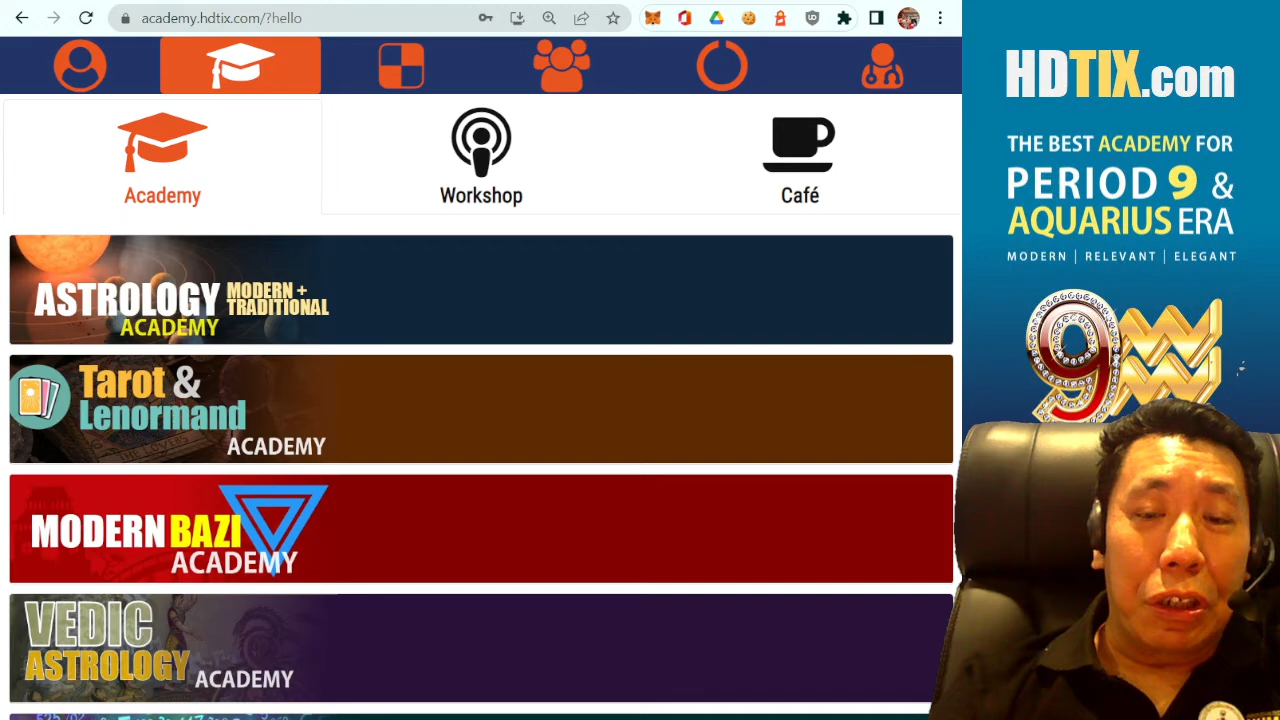 academy.hdtix.com/?hello
Academy
Workshop
Café
ASTROLOGY MODERN +
TRADITIONAL
ACADEMY
Tarot &
Lenormand
ACADEMY
MODERN BAZI
ACADEMY
VEDIC
ASTROLOGY
ACADEMY
HDTIX.com
THE BEST ACADEMY FOR
PERIOD 9 &
AQUARIUS ERA
MODERN | RELEVANT | ELEGANT
9